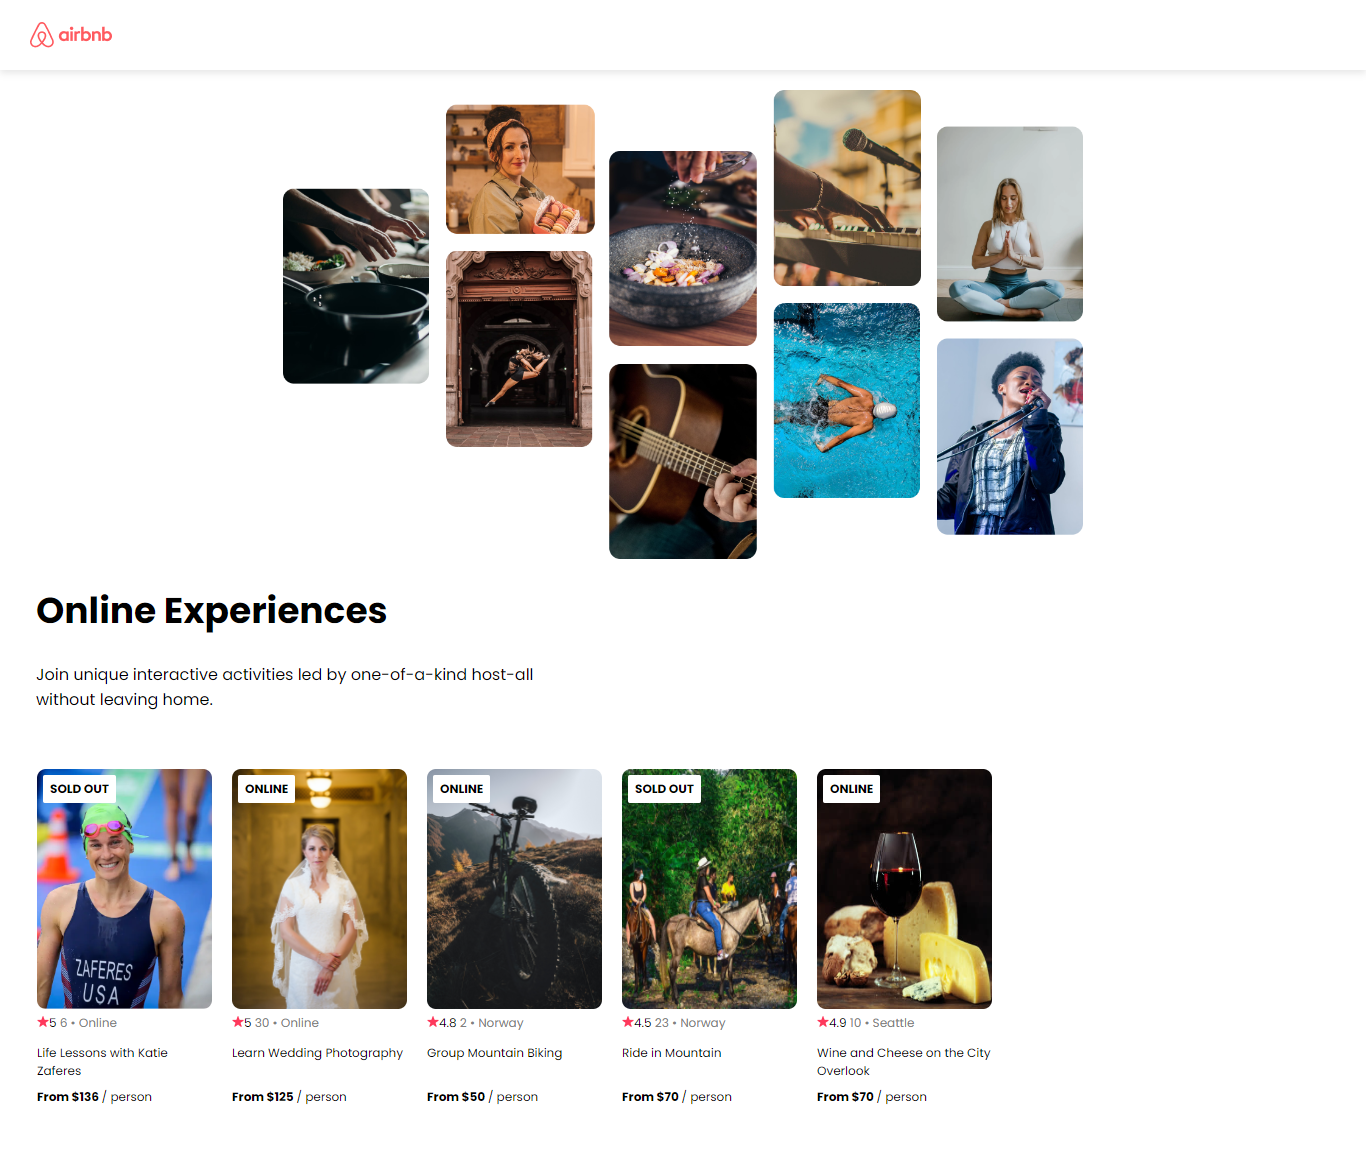 airbnb
Online Experiences
Join unique interactive activities led by one-of-a-kind host-all
without leaving home.
SOLD OUT
ZAFERES
USA
5 6 • Online
Life Lessons with Katie
Zaferes
From $136 / person
ONLINE
5 30 • Online
Learn Wedding Photography
From $125 / person
ONLINE
4.8 2 • Norway
Group Mountain Biking
From $50 / person
SOLD OUT
4.5 23 • Norway
Ride in Mountain
From $70 / person
ONLINE
4.9 10 • Seattle
Wine and Cheese on the City
Overlook
From $70 / person